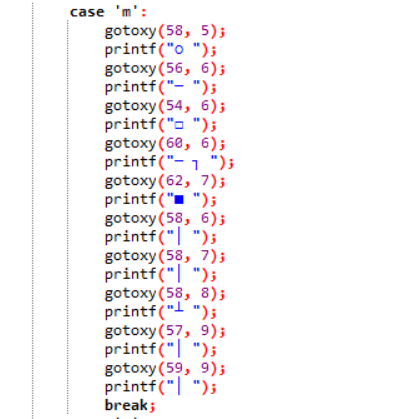 case 'm':
gotoxy(58, 5);
printf("○ ");
gotoxy(56, 6);
printf("─ ");
gotoxy(54, 6);
printf("□ ");
gotoxy(60, 6);
printf("─ ┐ ");
gotoxy(62, 7);
printf("■ ");
gotoxy(58, 6);
printf("│ ");
gotoxy(58, 7);
printf("│ ");
gotoxy(58, 8);
printf("┴ ");
gotoxy(57, 9);
printf("│ ");
gotoxy(59, 9);
printf("│ ");
break;